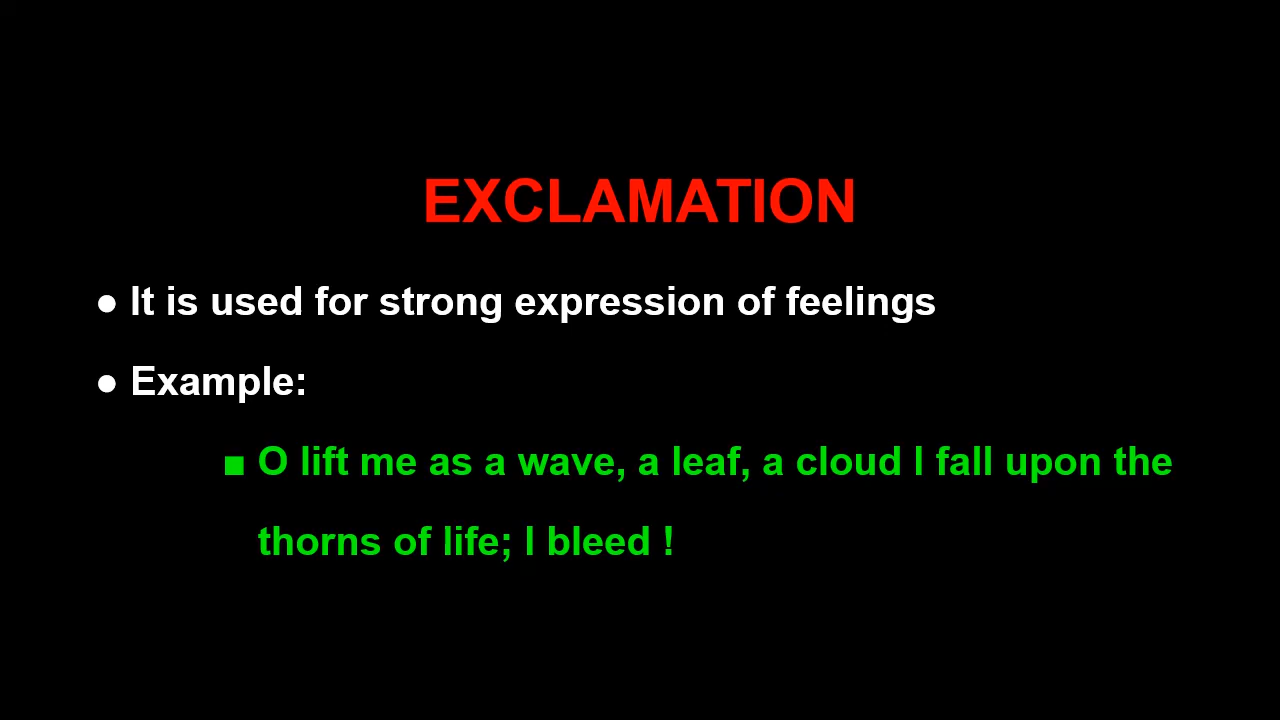 EXCLAMATION
● It is used for strong expression of feelings
● Example:
■ O lift me as a wave, a leaf, a cloud I fall upon the
thorns of life; I bleed !